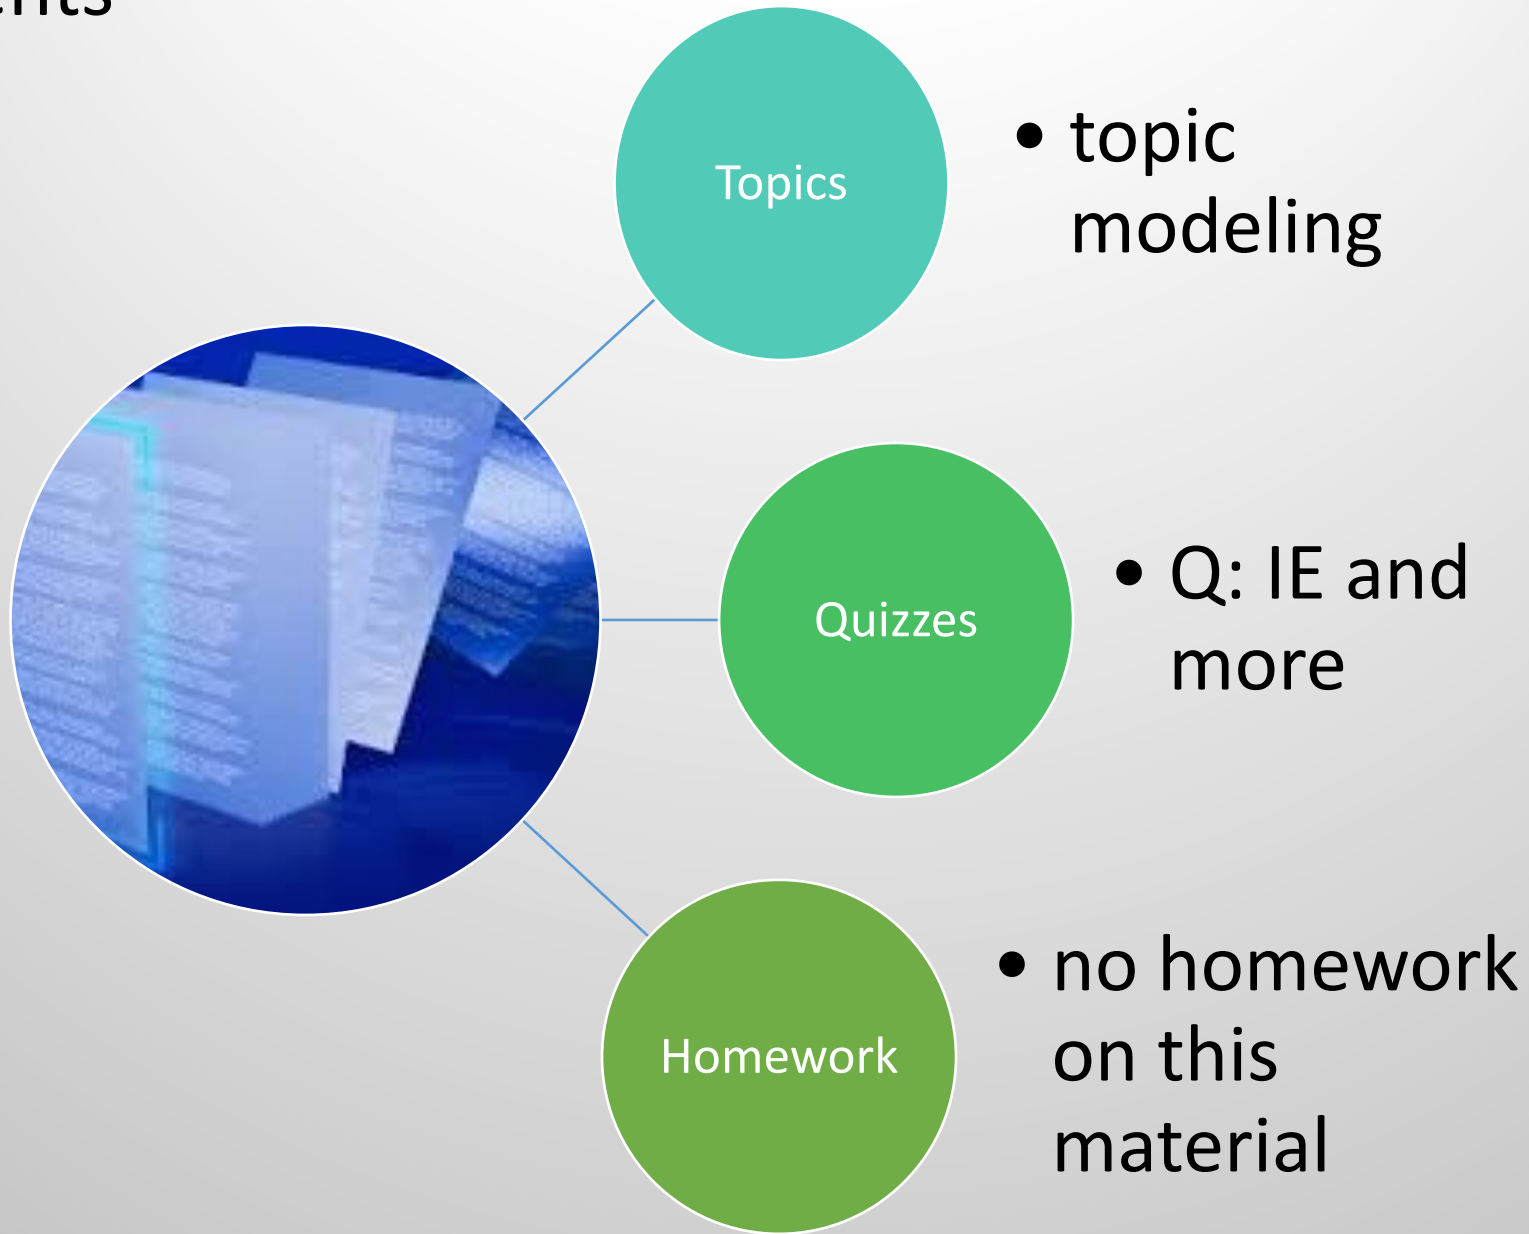 Topics
• topic
modeling
Quizzes
• Q: IE and
more
Homework
• no homework
on this
material